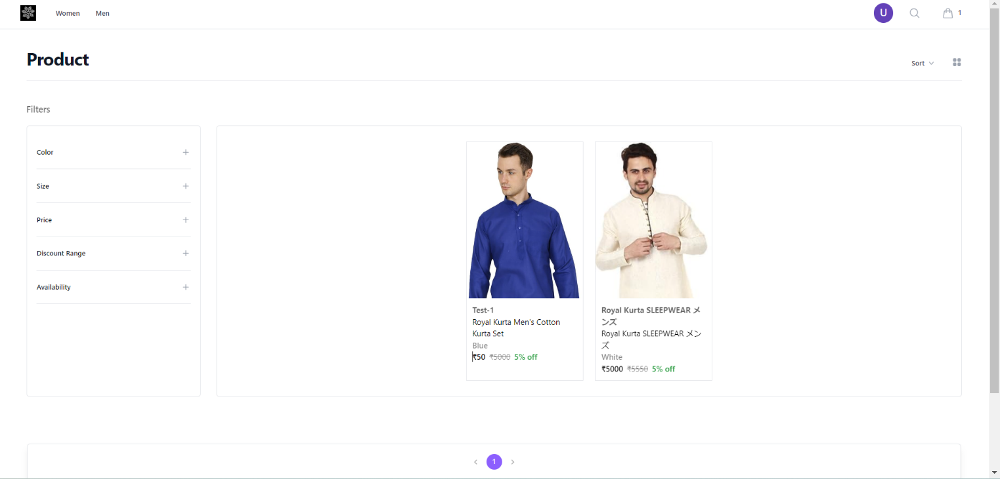 Women Men U 1
Product
Sort
Filters
Color
Size
Price
Discount Range
Availability
Test-1
Royal Kurta Men's Cotton
Kurta Set
Blue
₹50 ₹5000 5% off
Royal Kurta SLEEPWEAR メ
ンズ
Royal Kurta SLEEPWEAR メン
ズ
White
₹5000 ₹5550 5% off
1